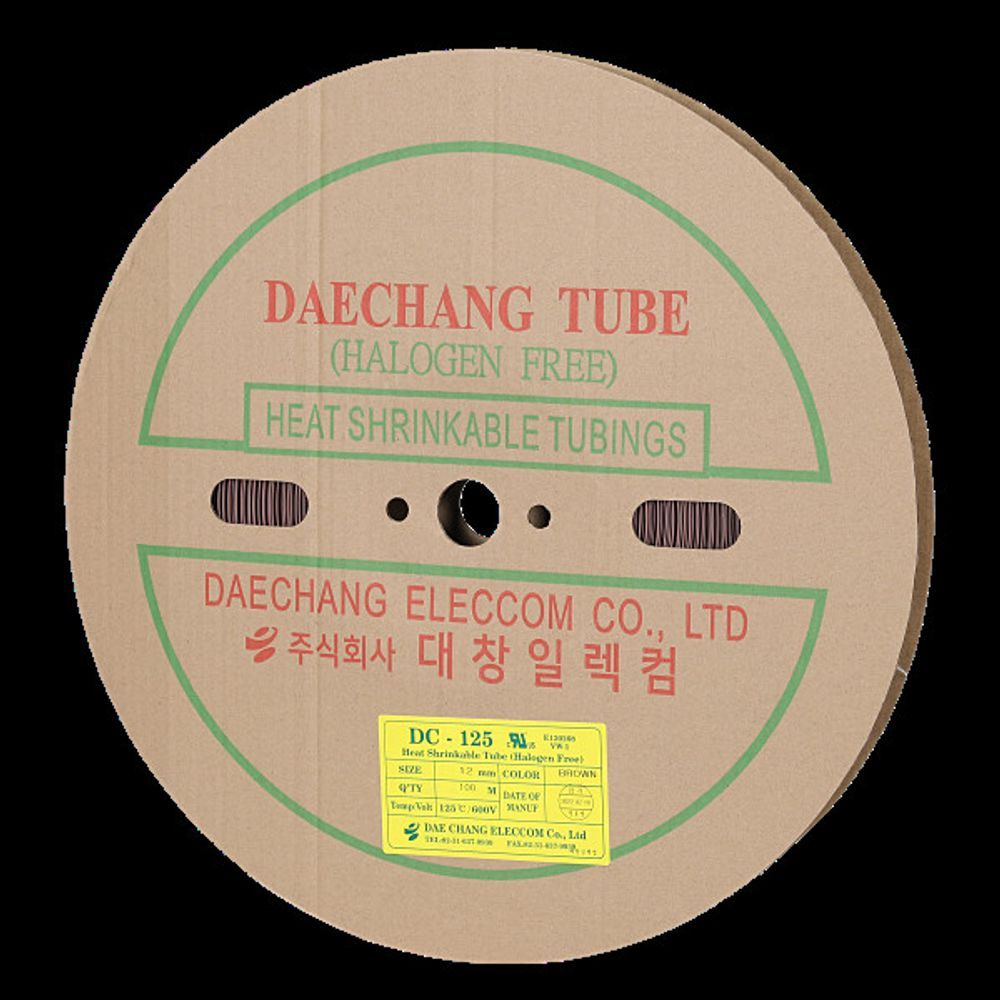 DAECHANG TUBE
(HALOGEN FREE)
HEAT SHRINKABLE TUBINGS
DAECHANG ELECCOM CO., LTD
주식회사 대창일렉컴
DC - 125
VW-1
Heat Shrinkable Tube (Halogen Free)
SIZE 12 mm COLOR BROWN
Q'TY 100 M DATE OF MANUF
Temp/Volt 125℃/600V
DAE CHANG ELECCOM Co., Ltd